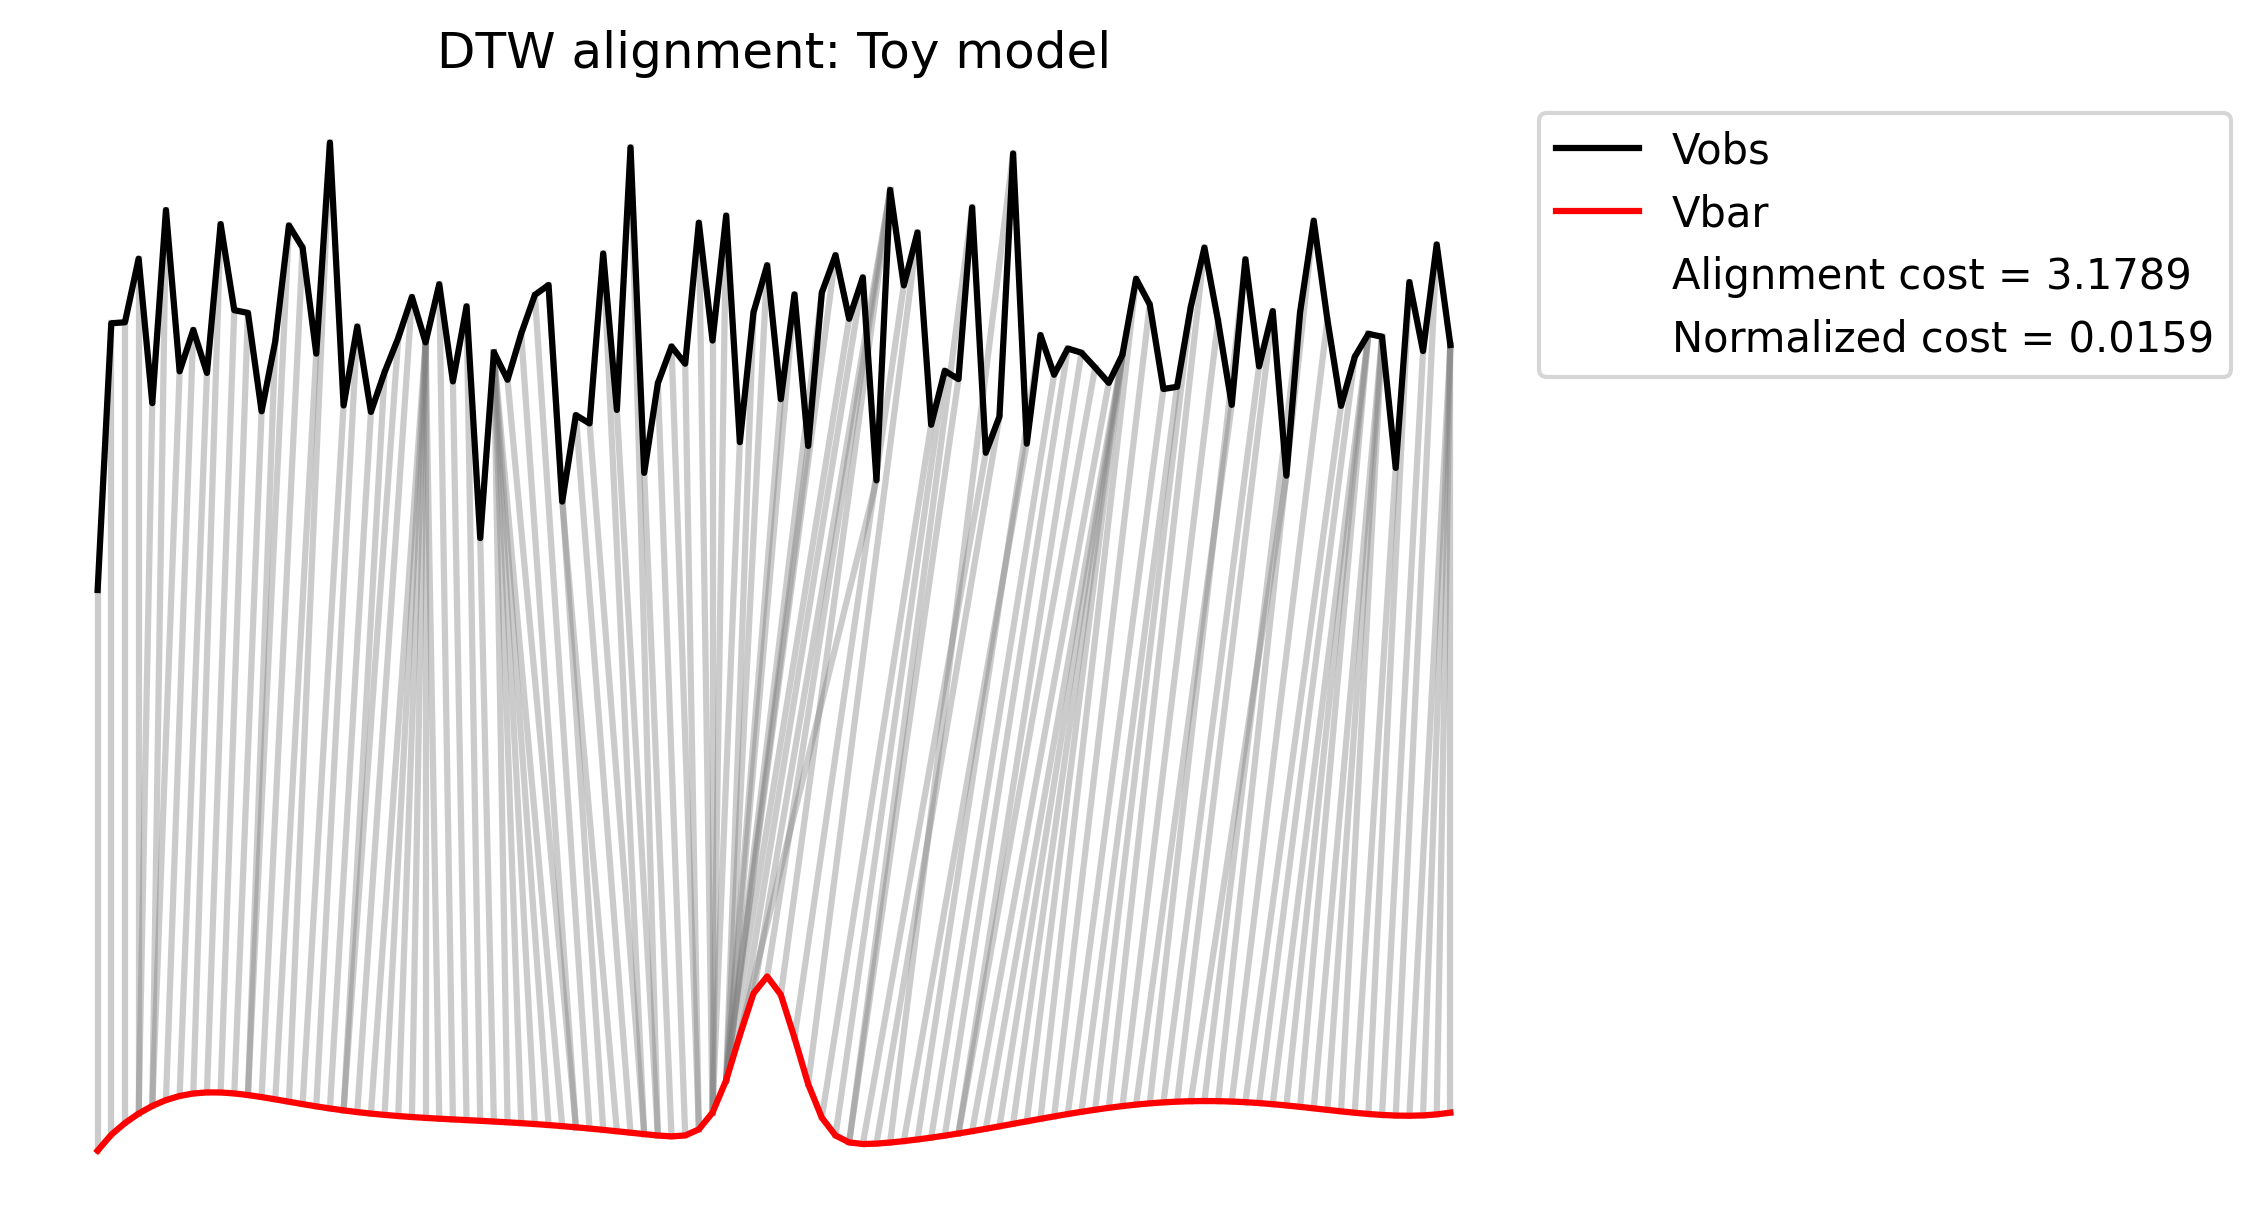 DTW alignment: Toy model
Vobs
Vbar
Alignment cost = 3.1789
Normalized cost = 0.0159